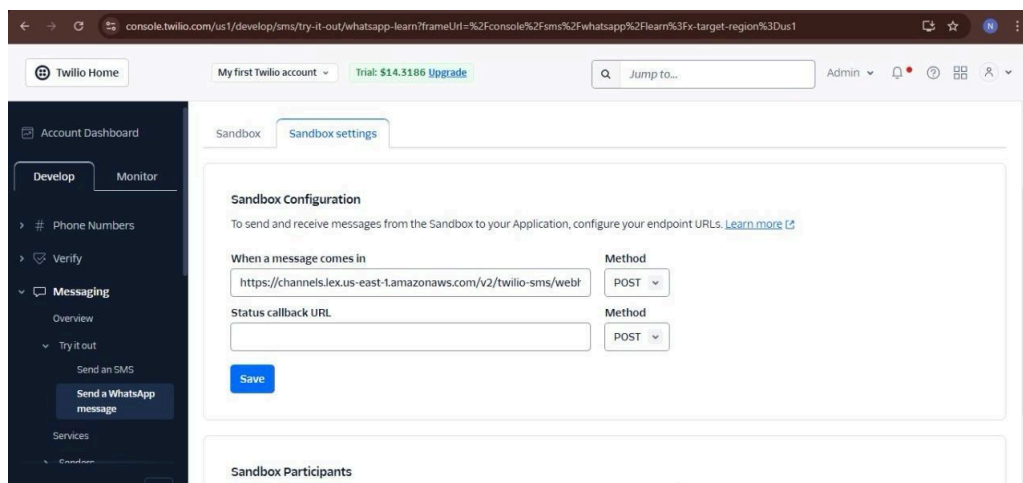 console.twilio.com/us1/develop/sms/try-it-out/whatsapp-learn?frameUrl=%2Fconsole%2Fsms%2Fwhatsapp%2Flearn%3Fx-target-region%3Dus1
N
Twilio Home
My first Twilio account
Trial: $14.3186 Upgrade
Jump to...
Admin
Account Dashboard
Develop
Monitor
# Phone Numbers
Verify
Messaging
Overview
Try it out
Send an SMS
Send a WhatsApp
message
Services
Senders
Sandbox
Sandbox settings
Sandbox Configuration
To send and receive messages from the Sandbox to your Application, configure your endpoint URLs. Learn more
When a message comes in
Method
https://channels.lex.us-east-1.amazonaws.com/v2/twilio-sms/webh
POST
Status callback URL
Method
POST
Save
Sandbox Participants